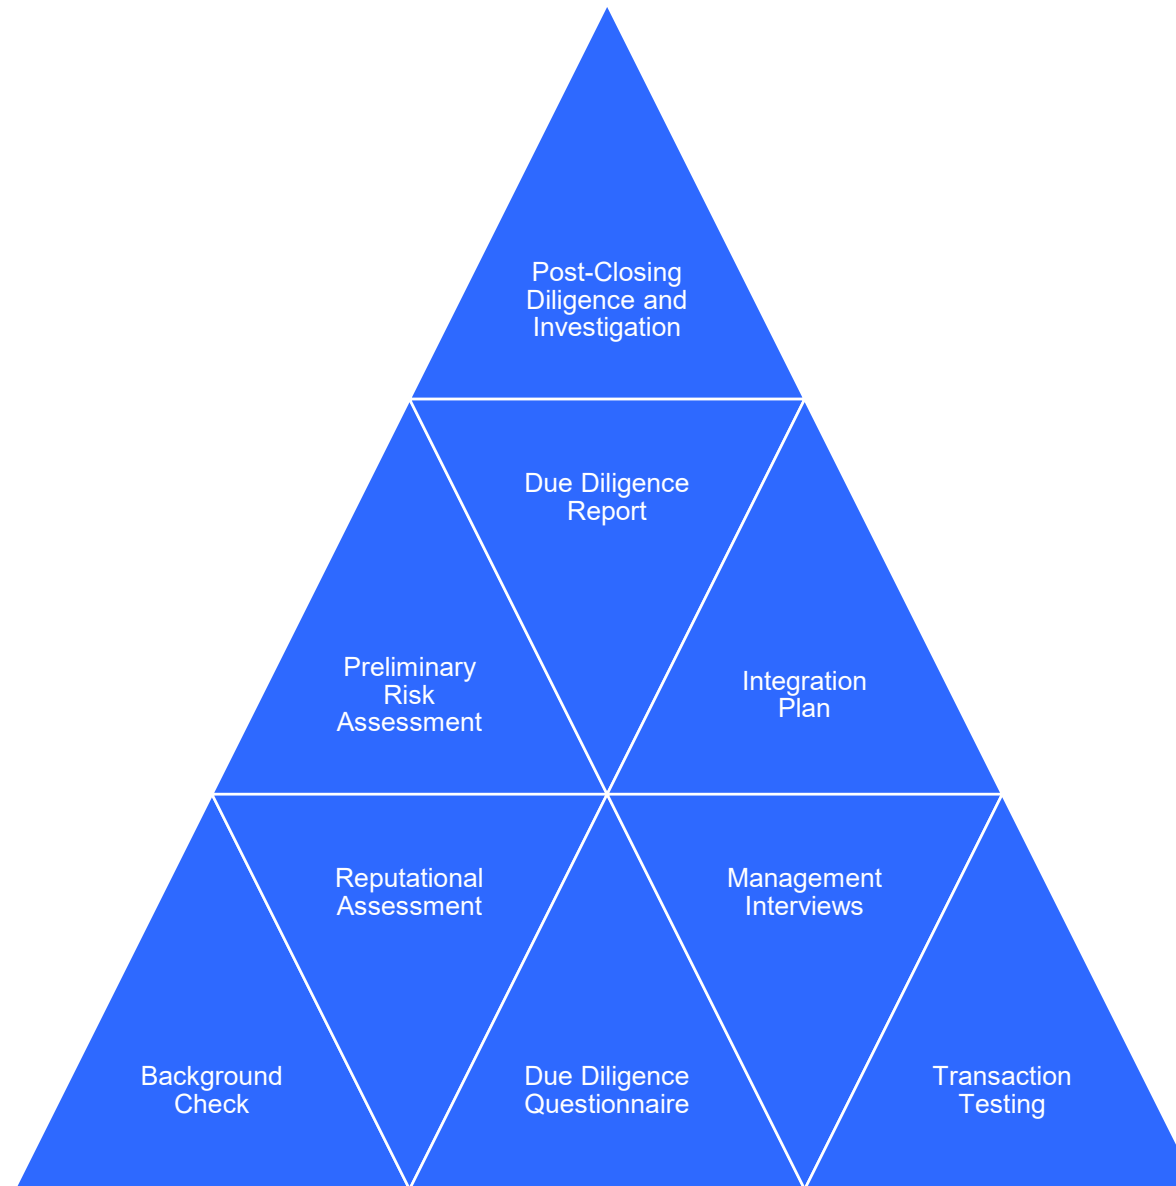 Post-Closing
Diligence and
Investigation
Due Diligence
Report
Preliminary
Risk
Assessment
Integration
Plan
Reputational
Assessment
Management
Interviews
Background
Check
Due Diligence
Questionnaire
Transaction
Testing